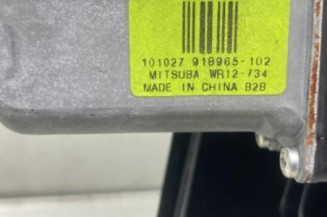 101027 918965-102
MITSUBA WR12-734
MADE IN CHINA B2B